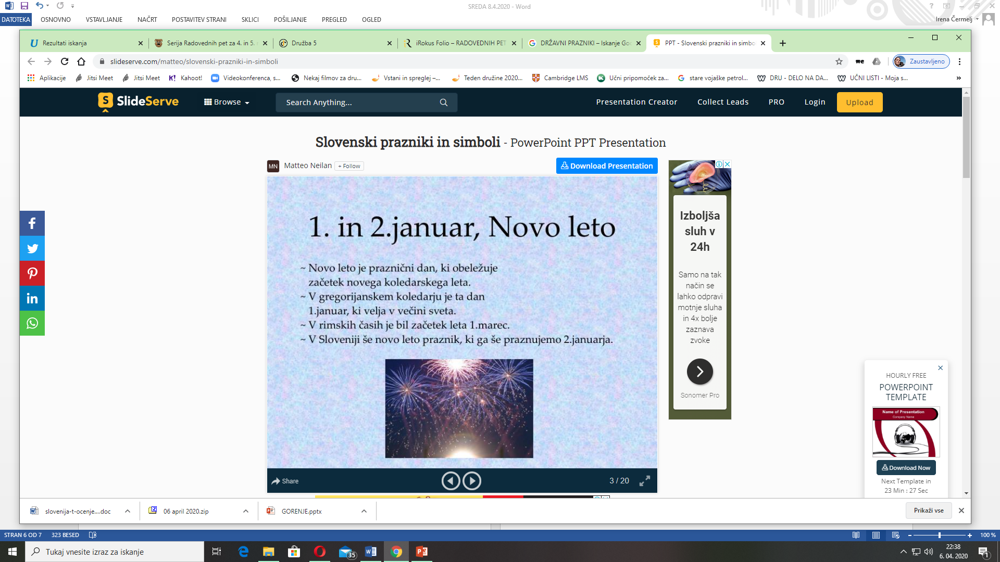 SREDA 8.4.2020 - Word
DATOTEKA OSNOVNO VSTAVLJANJE NAČRT POSTAVITEV STRANI SKLICI POŠILJANJE PREGLED OGLED
Irena Čermelj
Rezultati iskanja
Serija Radovednih pet za 4. in 5.
Družba 5
iRokus Folio – RADOVEDNIH PET
DRŽAVNI PRAZNIKI – Iskanje Goo
PPT - Slovenski prazniki in simbo
slideserve.com/matteo/slovenski-prazniki-in-simboli
Zaustavljeno
Aplikacije
Jitsi Meet
Jitsi Meet
Kahoot!
Videokonferenca, s...
Nekaj filmov za dru...
Vstani in spreglej –...
Teden družine 2020...
Cambridge LMS
Učni pripomoček za...
stare vojaške petrol...
DRU - DELO NA DA...
UČNI LISTI - Moja s...
SlideServe
Browse
Search Anything...
Presentation Creator
Collect Leads
PRO
Login
Upload
Slovenski prazniki in simboli - PowerPoint PPT Presentation
MN
Matteo Neilan
+ Follow
Download Presentation
1. in 2.januar, Novo leto
~ Novo leto je praznični dan, ki obeležuje
začetek novega koledarskega leta.
~ V gregorijanskem koledarju je ta dan
1.januar, ki velja v večini sveta.
~ V rimskih časih je bil začetek leta 1.marec.
~ V Sloveniji še novo leto praznik, ki ga še praznujemo 2.januarja.
Share
3 / 20
Izboljša
sluh v
24h
Samo na tak
način se
lahko odpravi
motnje sluha
in 4x bolje
zaznava
zvoke
Sonomer Pro
HOURLY FREE
POWERPOINT
TEMPLATE
Name of Presentation
Company Name
Download Now
Next Template in
23 Min : 27 Sec
slovenija-t-ocenje....doc
06 april 2020.zip
GORENJE.pptx
Prikaži vse
STRAN 6 OD 7 323 BESED
100 %
Tukaj vnesite izraz za iskanje
35
22:38
6. 04. 2020
1